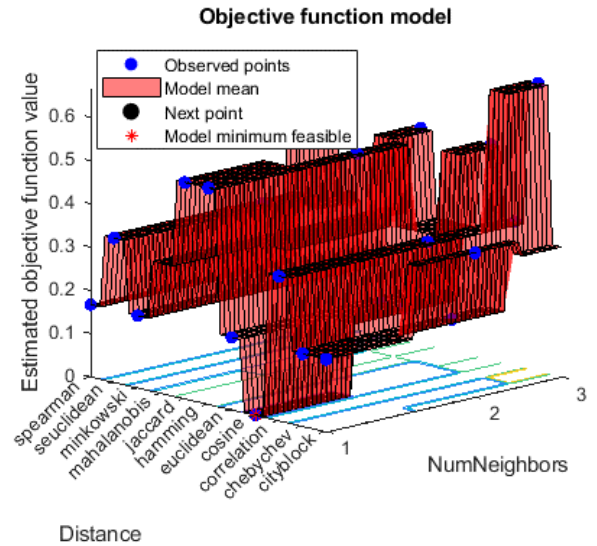 Objective function model
Observed points
Model mean
Next point
Model minimum feasible
Estimated objective function value
0.6
0.5
0.4
0.3
0.2
0.1
0
spearman
seuclidean
minkowski
mahalanobis
jaccard
hamming
euclidean
cosine
correlation
chebychev
cityblock
1
2
3
NumNeighbors
Distance